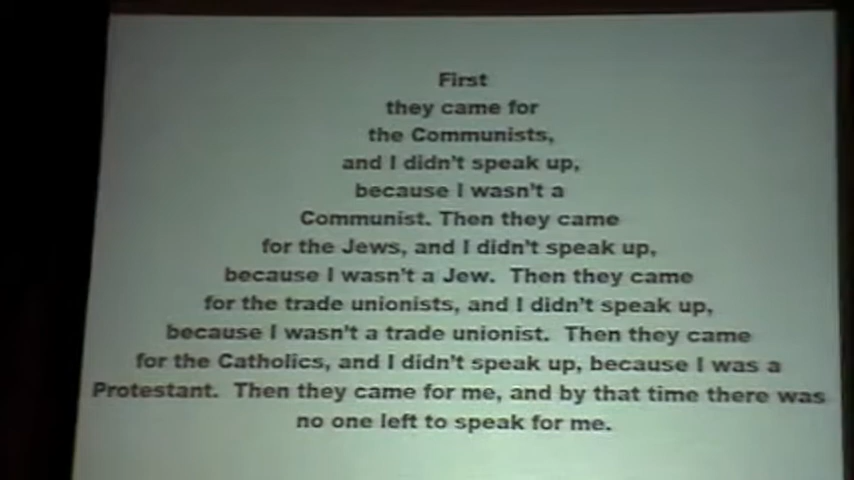 First
they came for
the Communists,
and I didn't speak up,
because I wasn't a
Communist. Then they came
for the Jews, and I didn't speak up,
because I wasn't a Jew. Then they came
for the trade unionists, and I didn't speak up,
because I wasn't a trade unionist. Then they came
for the Catholics, and I didn't speak up, because I was a
Protestant. Then they came for me, and by that time there was
no one left to speak for me.